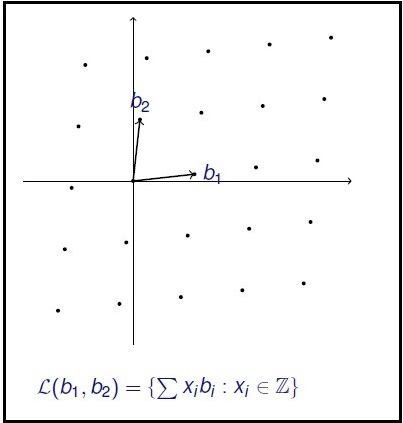 b₂
b₁
ℒ(b₁, b₂) = {∑ xᵢbᵢ : xᵢ ∈ ℤ}